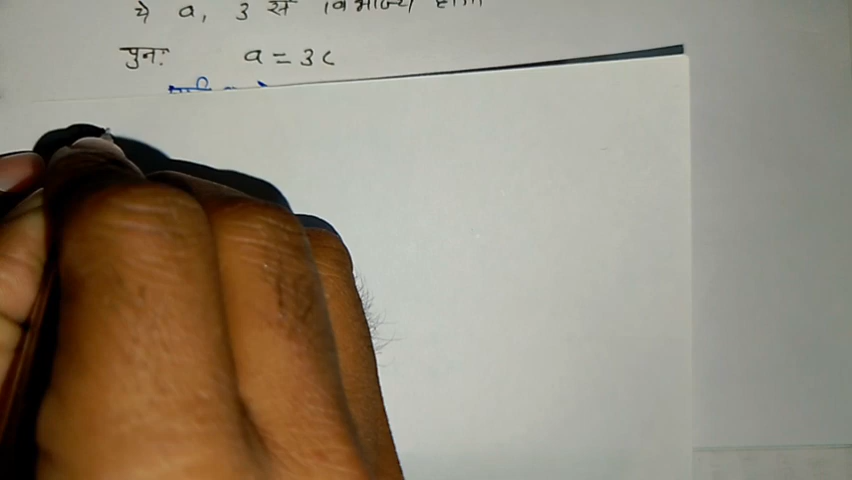 ये a, 3 से विभाज्य होगा
पुनः a = 3c